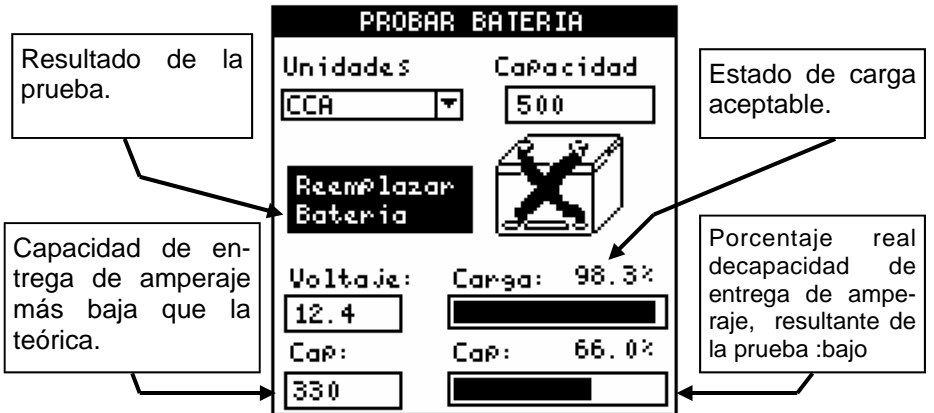 PROBAR BATERIA
Resultado de la
prueba.
Unidades
Capacidad
CCA
500
Estado de carga
aceptable.
Reemplazar
Bateria
Capacidad de en-
trega de amperaje
más baja que la
teórica.
Voltaje:
Carga: 98.3%
12.4
Cap:
Cap: 66.0%
330
Porcentaje real
decapacidad de
entrega de ampe-
raje, resultante de
la prueba :bajo